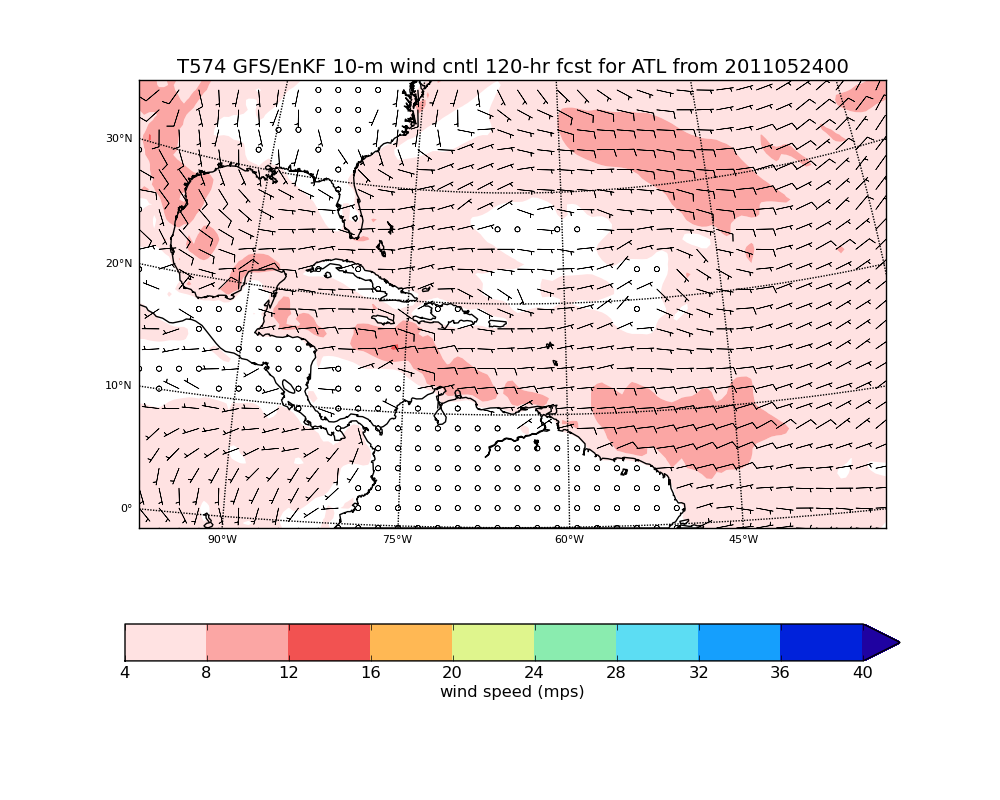 T574 GFS/EnKF 10-m wind cntl 120-hr fcst for ATL from 2011052400
30°N
20°N
10°N
0°
90°W 75°W 60°W 45°W
4 8 12 16 20 24 28 32 36 40
wind speed (mps)